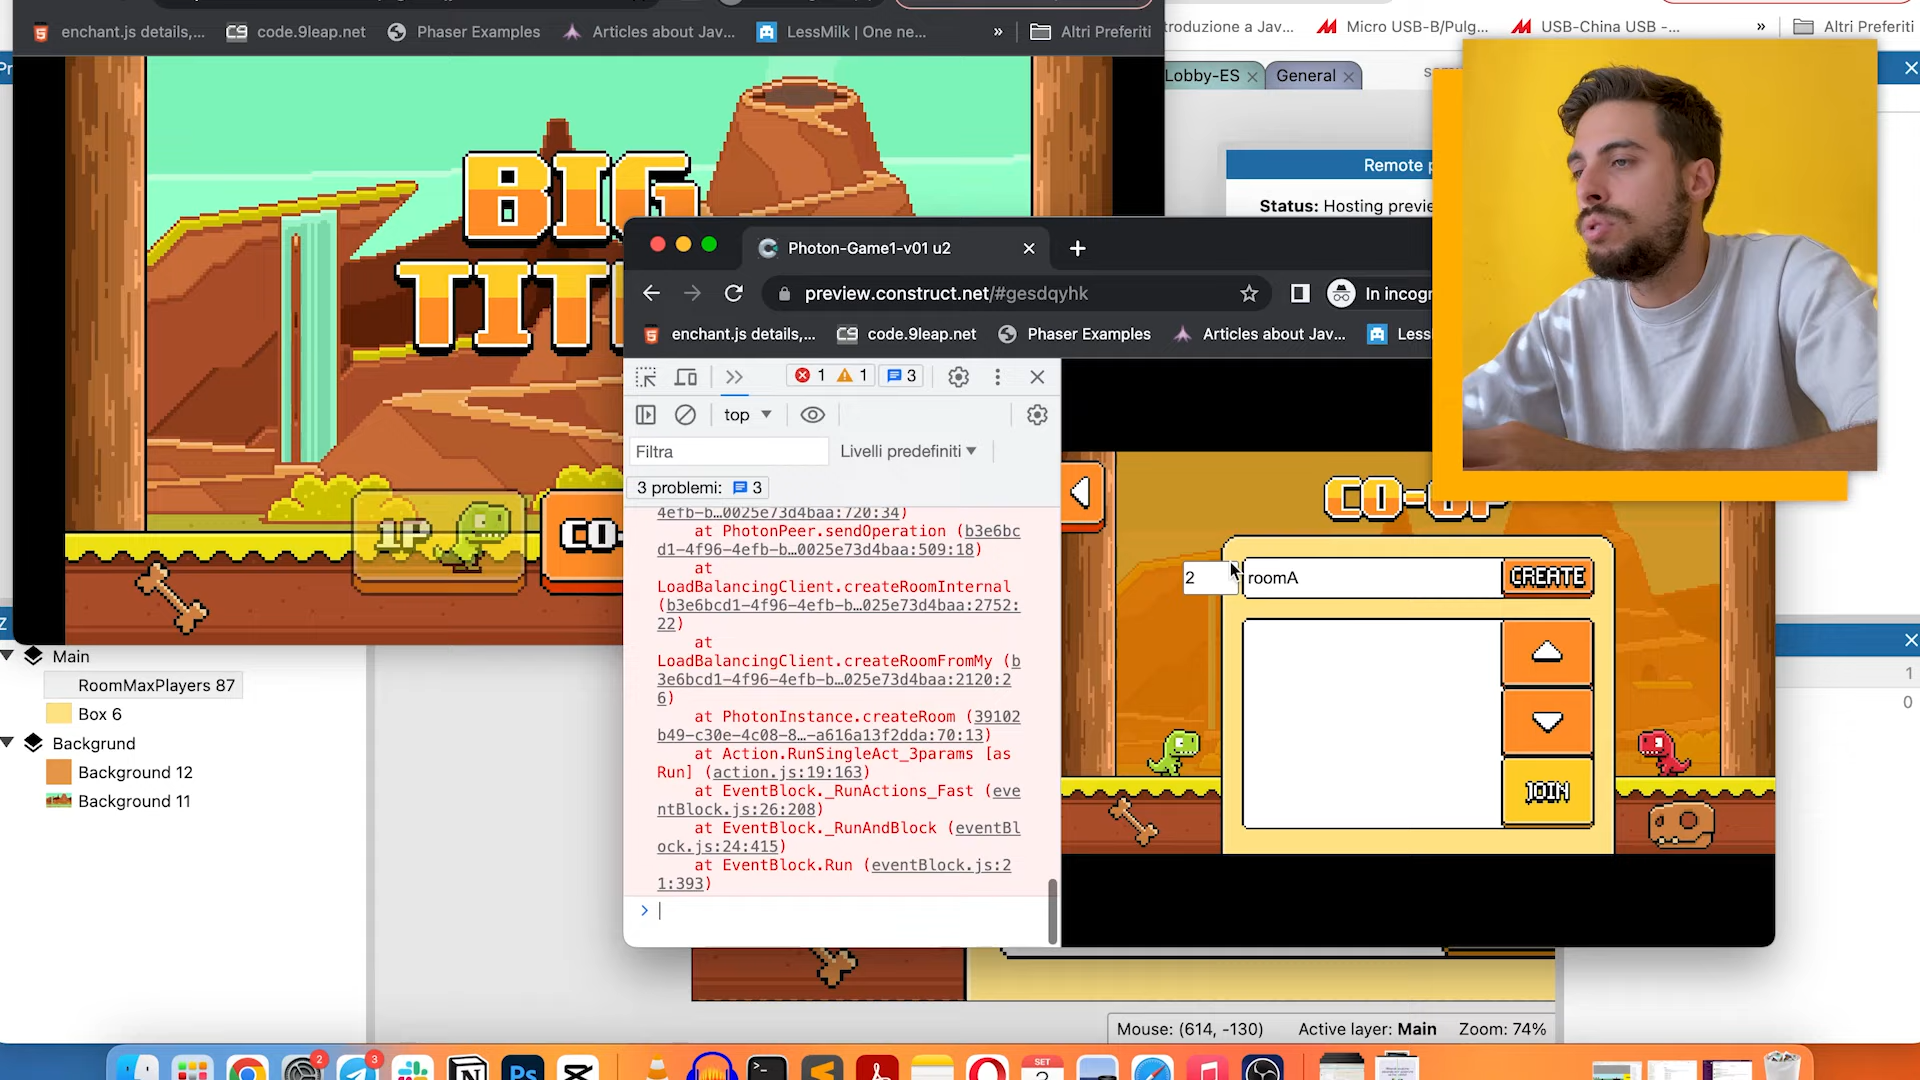 enchant.js details,...
code.9leap.net
Phaser Examples
Articles about Jav...
LessMilk | One ne...
»
Altri Preferiti
troduzione a Jav...
Micro USB-B/Pulg...
USB-China USB -...
»
Altri Preferiti
Lobby-ES
General
Remote p
Status: Hosting previe
BIG
TIT
1P
CO-
Photon-Game1-v01 u2
preview.construct.net/#gesdqyhk
In incogn
enchant.js details,...
code.9leap.net
Phaser Examples
Articles about Jav...
Less
1
1
3
top
Filtra
Livelli predefiniti
3 problemi:
3
4efb-b…0025e73d4baa:720:34)
at PhotonPeer.sendOperation (b3e6bc
d1-4f96-4efb-b…0025e73d4baa:509:18)
at
LoadBalancingClient.createRoomInternal
(b3e6bcd1-4f96-4efb-b…025e73d4baa:2752:
22)
at
LoadBalancingClient.createRoomFromMy (b
3e6bcd1-4f96-4efb-b…025e73d4baa:2120:2
6)
at PhotonInstance.createRoom (39102
b49-c30e-4c08-8…-a616a13f2dda:70:13)
at Action.RunSingleAct_3params [as
Run] (action.js:19:163)
at EventBlock._RunActions_Fast (eve
ntBlock.js:26:208)
at EventBlock._RunAndBlock (eventBl
ock.js:24:415)
at EventBlock.Run (eventBlock.js:2
1:393)
>
CO-OP
2
roomA
CREATE
JOIN
Main
RoomMaxPlayers 87
Box 6
Backgrund
Background 12
Background 11
1
0
Mouse: (614, -130)
Active layer: Main
Zoom: 74%
2
3
Ps
SET